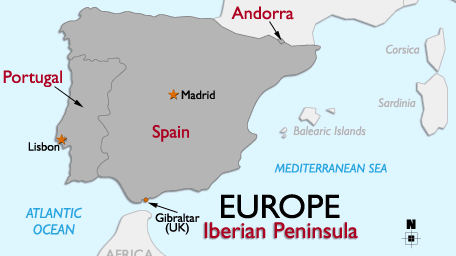 Andorra
Corsica
Portugal
Madrid
Sardinia
Spain
Balearic Islands
Lisbon
MEDITERRANEAN SEA
ATLANTIC
OCEAN
Gibraltar
(UK)
EUROPE
Iberian Peninsula
N
AFRICA